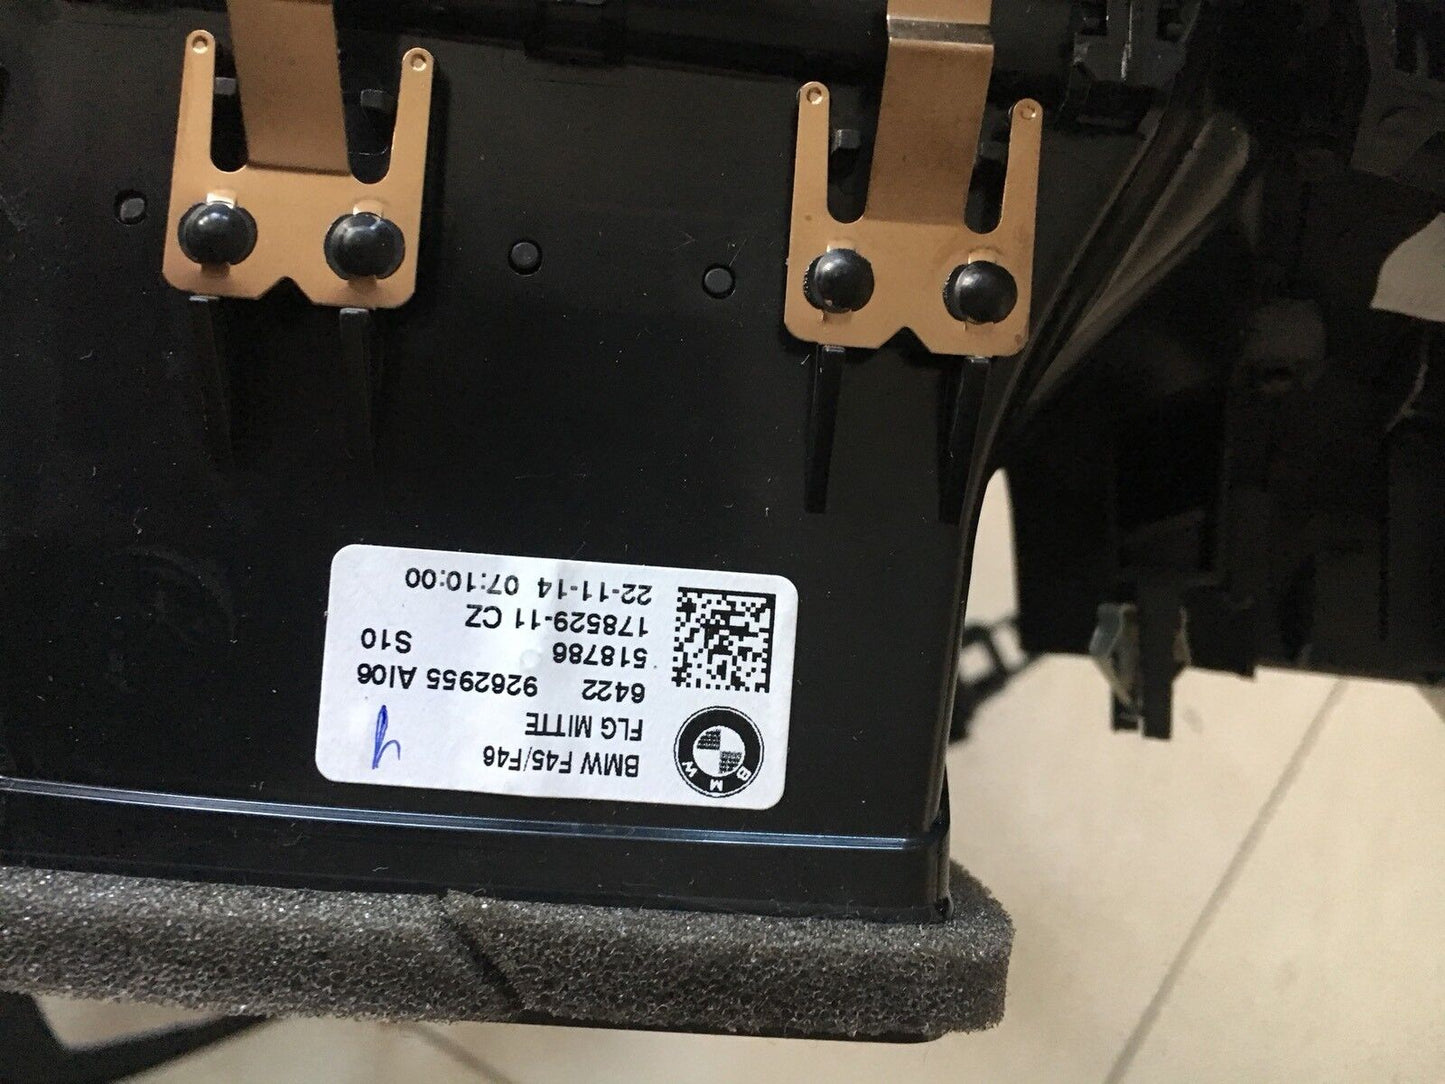 BMW F45/F46
FLG MITTE
6422 9262955 AI06
518786 S10
178529-11 CZ
22-11-14 07:10:00
BMW